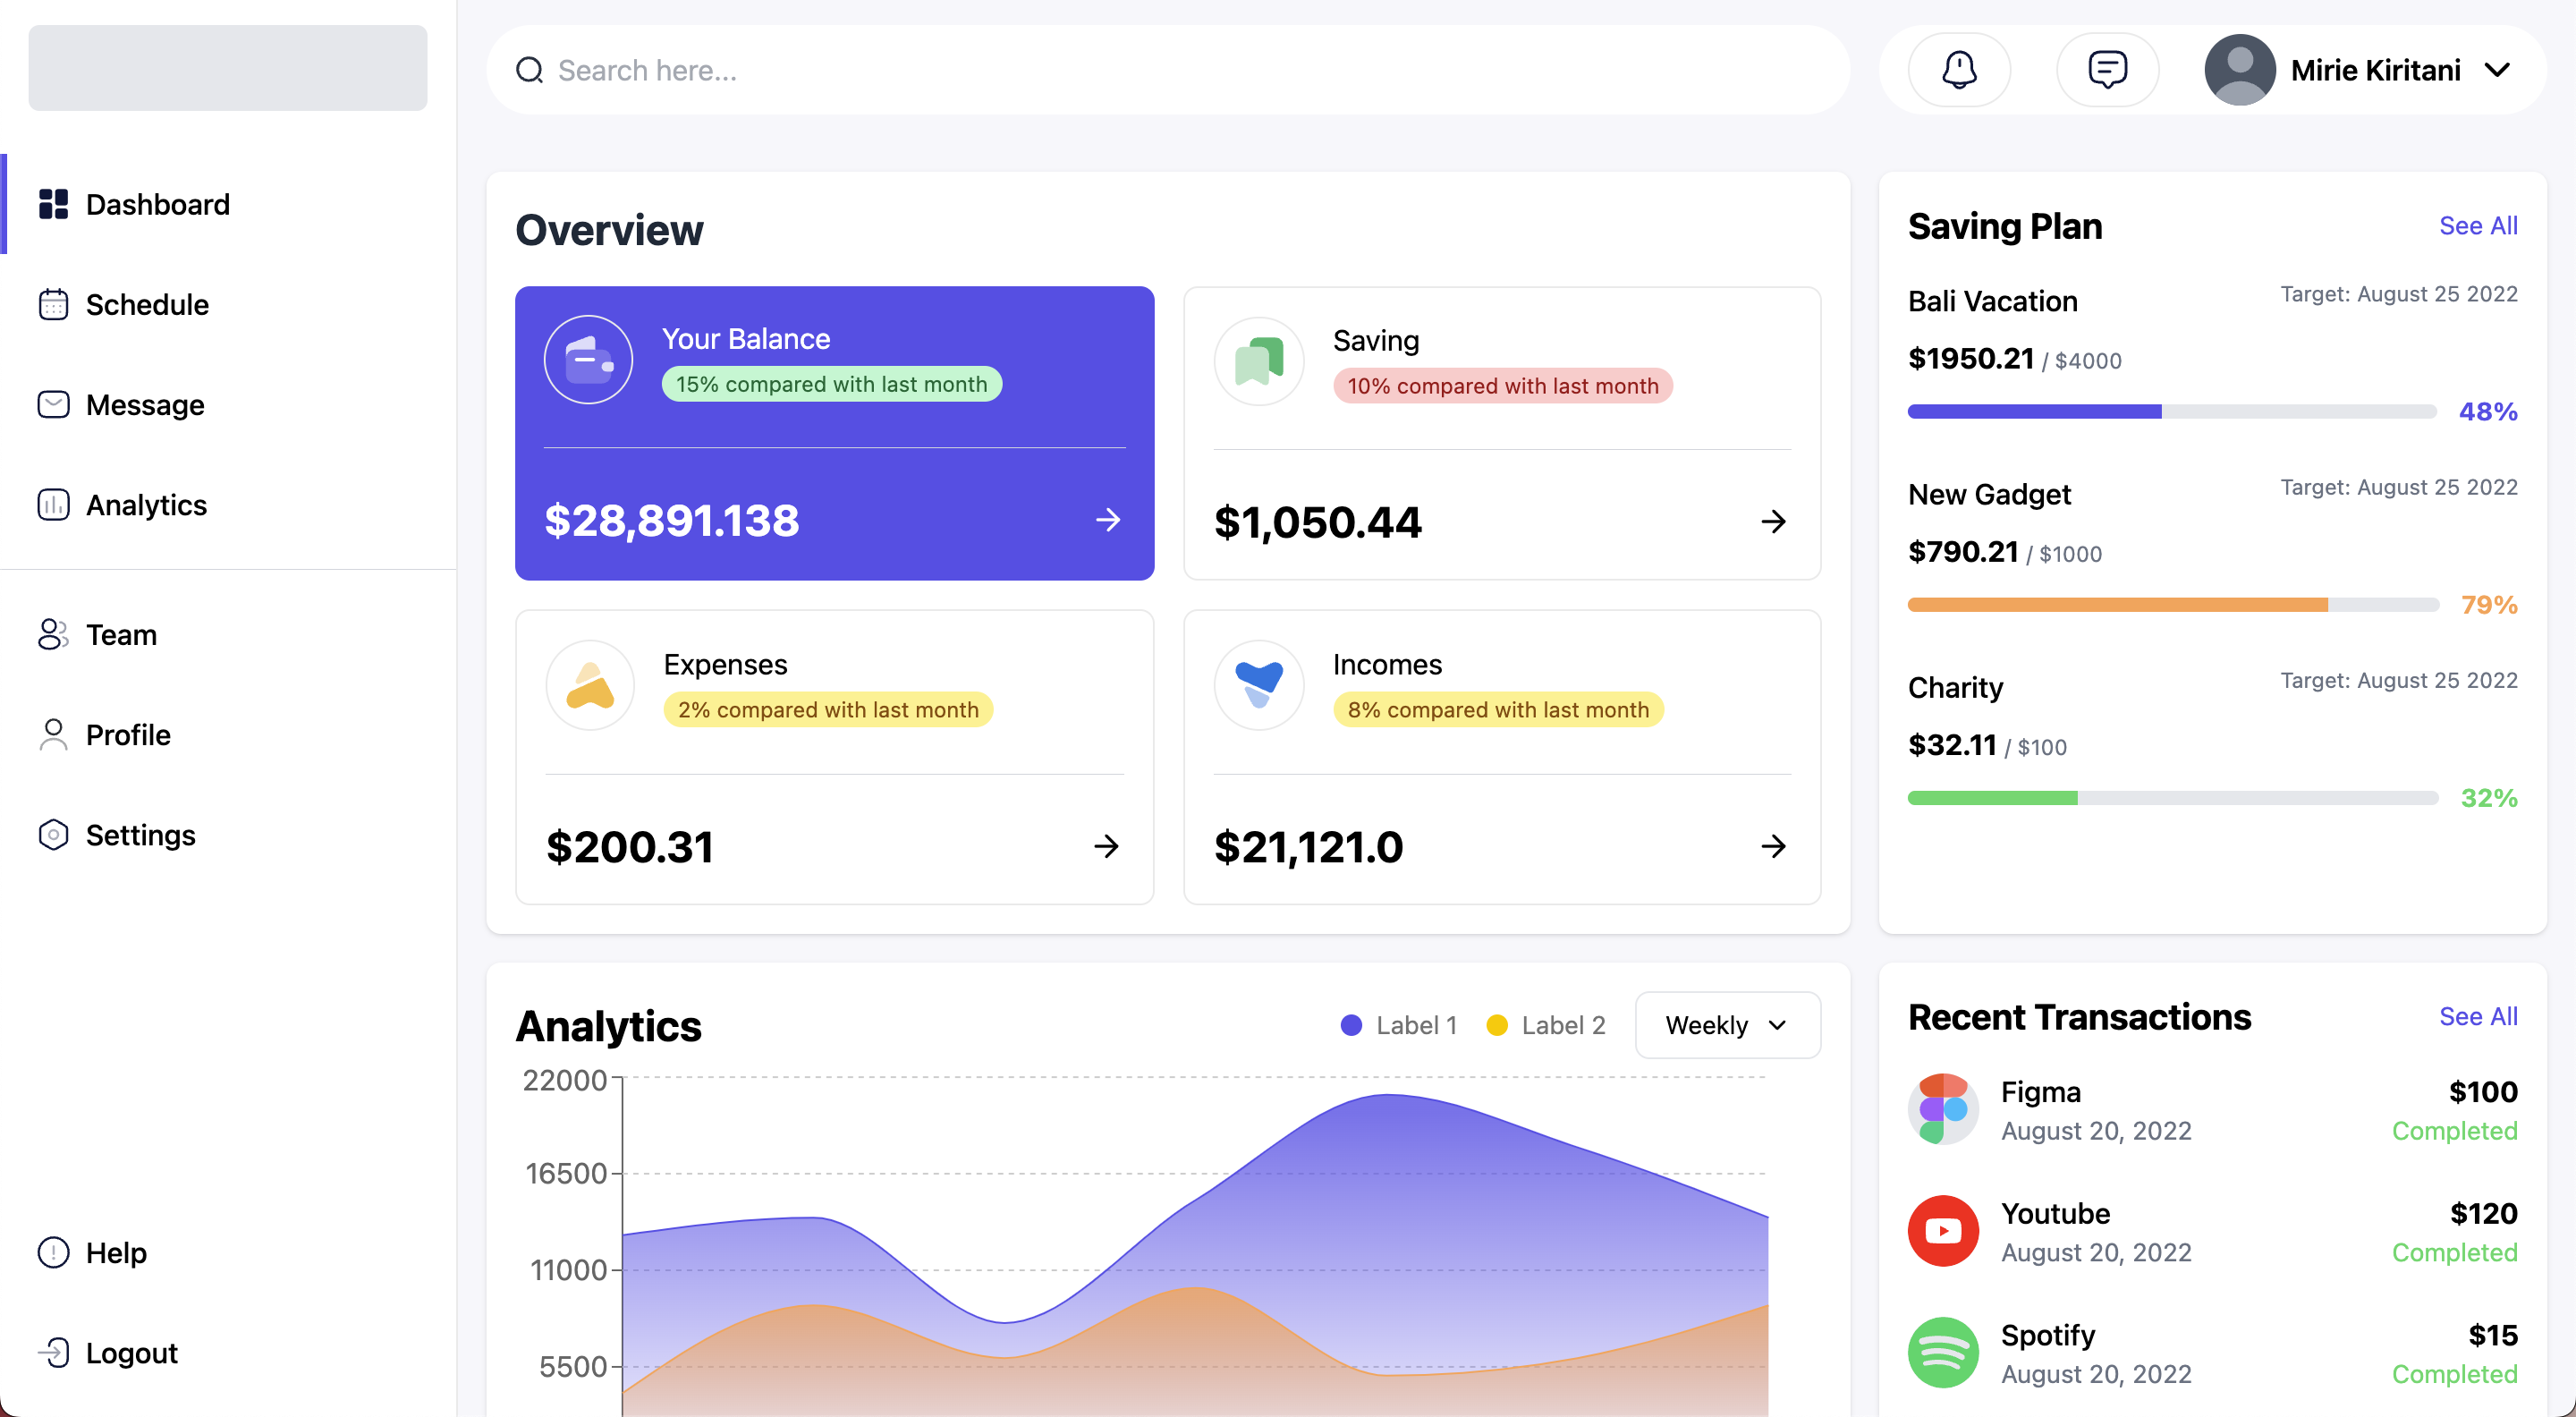 Search here...
Mirie Kiritani
Dashboard
Schedule
Message
Analytics
Team
Profile
Settings
Help
Logout
Overview
Your Balance
15% compared with last month
$28,891.138
Saving
10% compared with last month
$1,050.44
Expenses
2% compared with last month
$200.31
Incomes
8% compared with last month
$21,121.0
Saving Plan
See All
Bali Vacation
Target: August 25 2022
$1950.21 / $4000
48%
New Gadget
Target: August 25 2022
$790.21 / $1000
79%
Charity
Target: August 25 2022
$32.11 / $100
32%
Analytics
Label 1
Label 2
Weekly
22000
16500
11000
5500
Recent Transactions
See All
Figma
$100
August 20, 2022
Completed
Youtube
$120
August 20, 2022
Completed
Spotify
$15
August 20, 2022
Completed